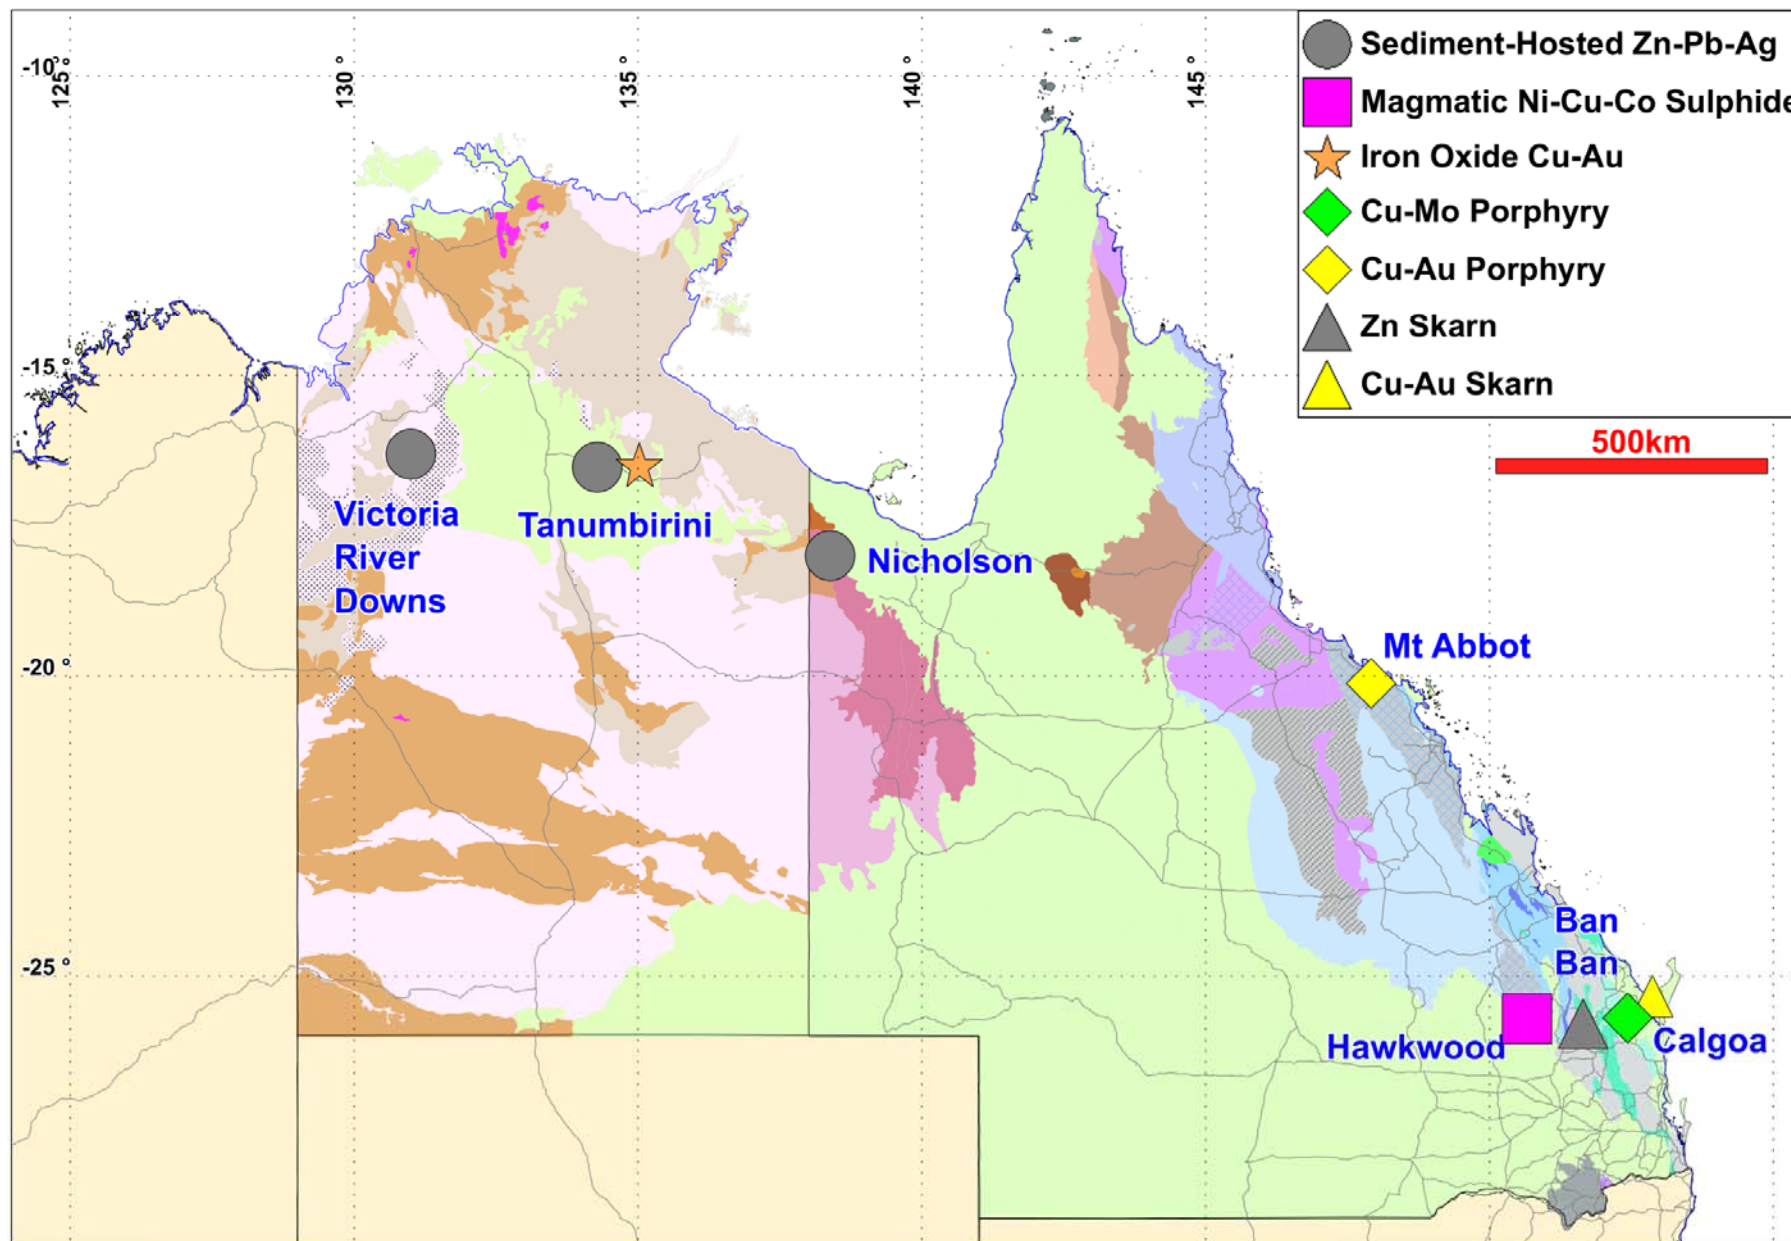 Sediment-Hosted Zn-Pb-Ag
Magmatic Ni-Cu-Co Sulphide
Iron Oxide Cu-Au
Cu-Mo Porphyry
Cu-Au Porphyry
Zn Skarn
Cu-Au Skarn
500km
125°
130°
135°
140°
145°
-10°
-15°
-20°
-25°
Victoria
River
Downs
Tanumbirini
Nicholson
Mt Abbot
Ban
Ban
Hawkwood
Calgoa